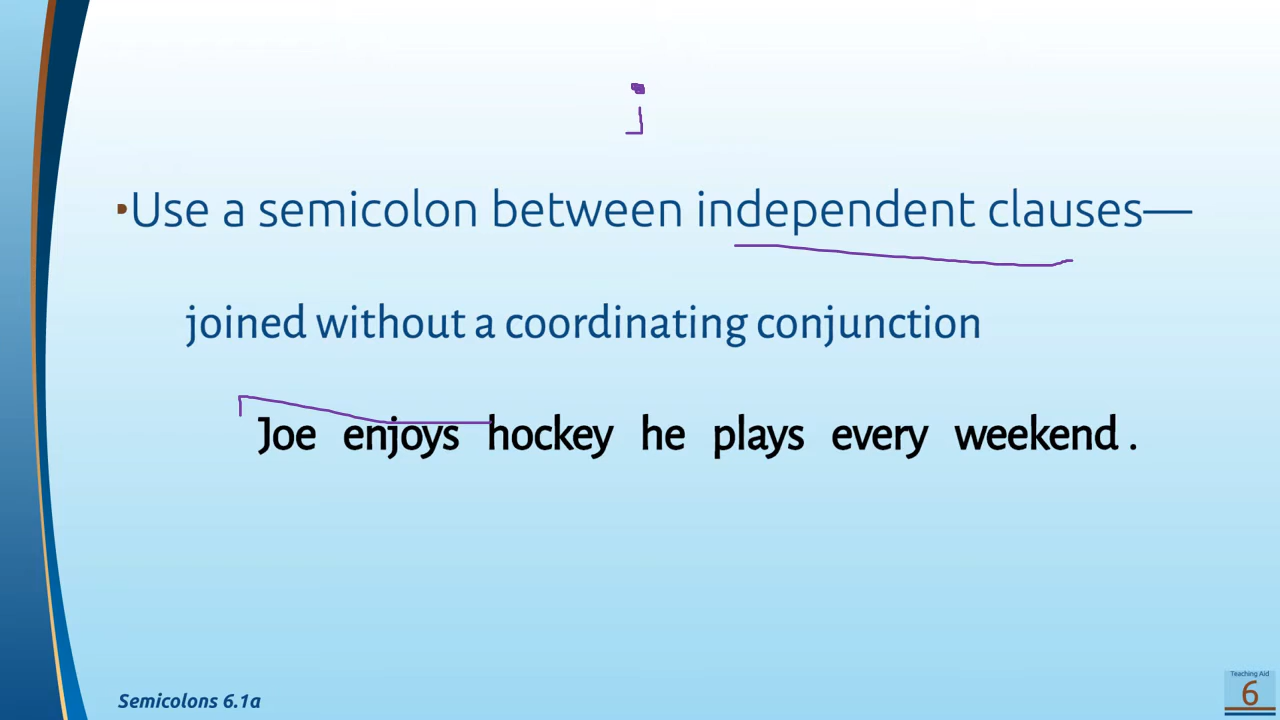 ;
•Use a semicolon between independent clauses—
joined without a coordinating conjunction
Joe enjoys hockey he plays every weekend .
Semicolons 6.1a
Teaching Aid
6